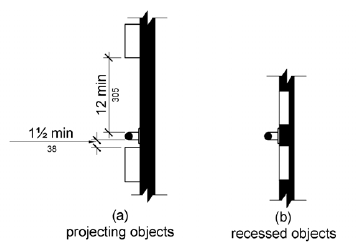 12 min
305
1½ min
38
(a)
projecting objects
(b)
recessed objects